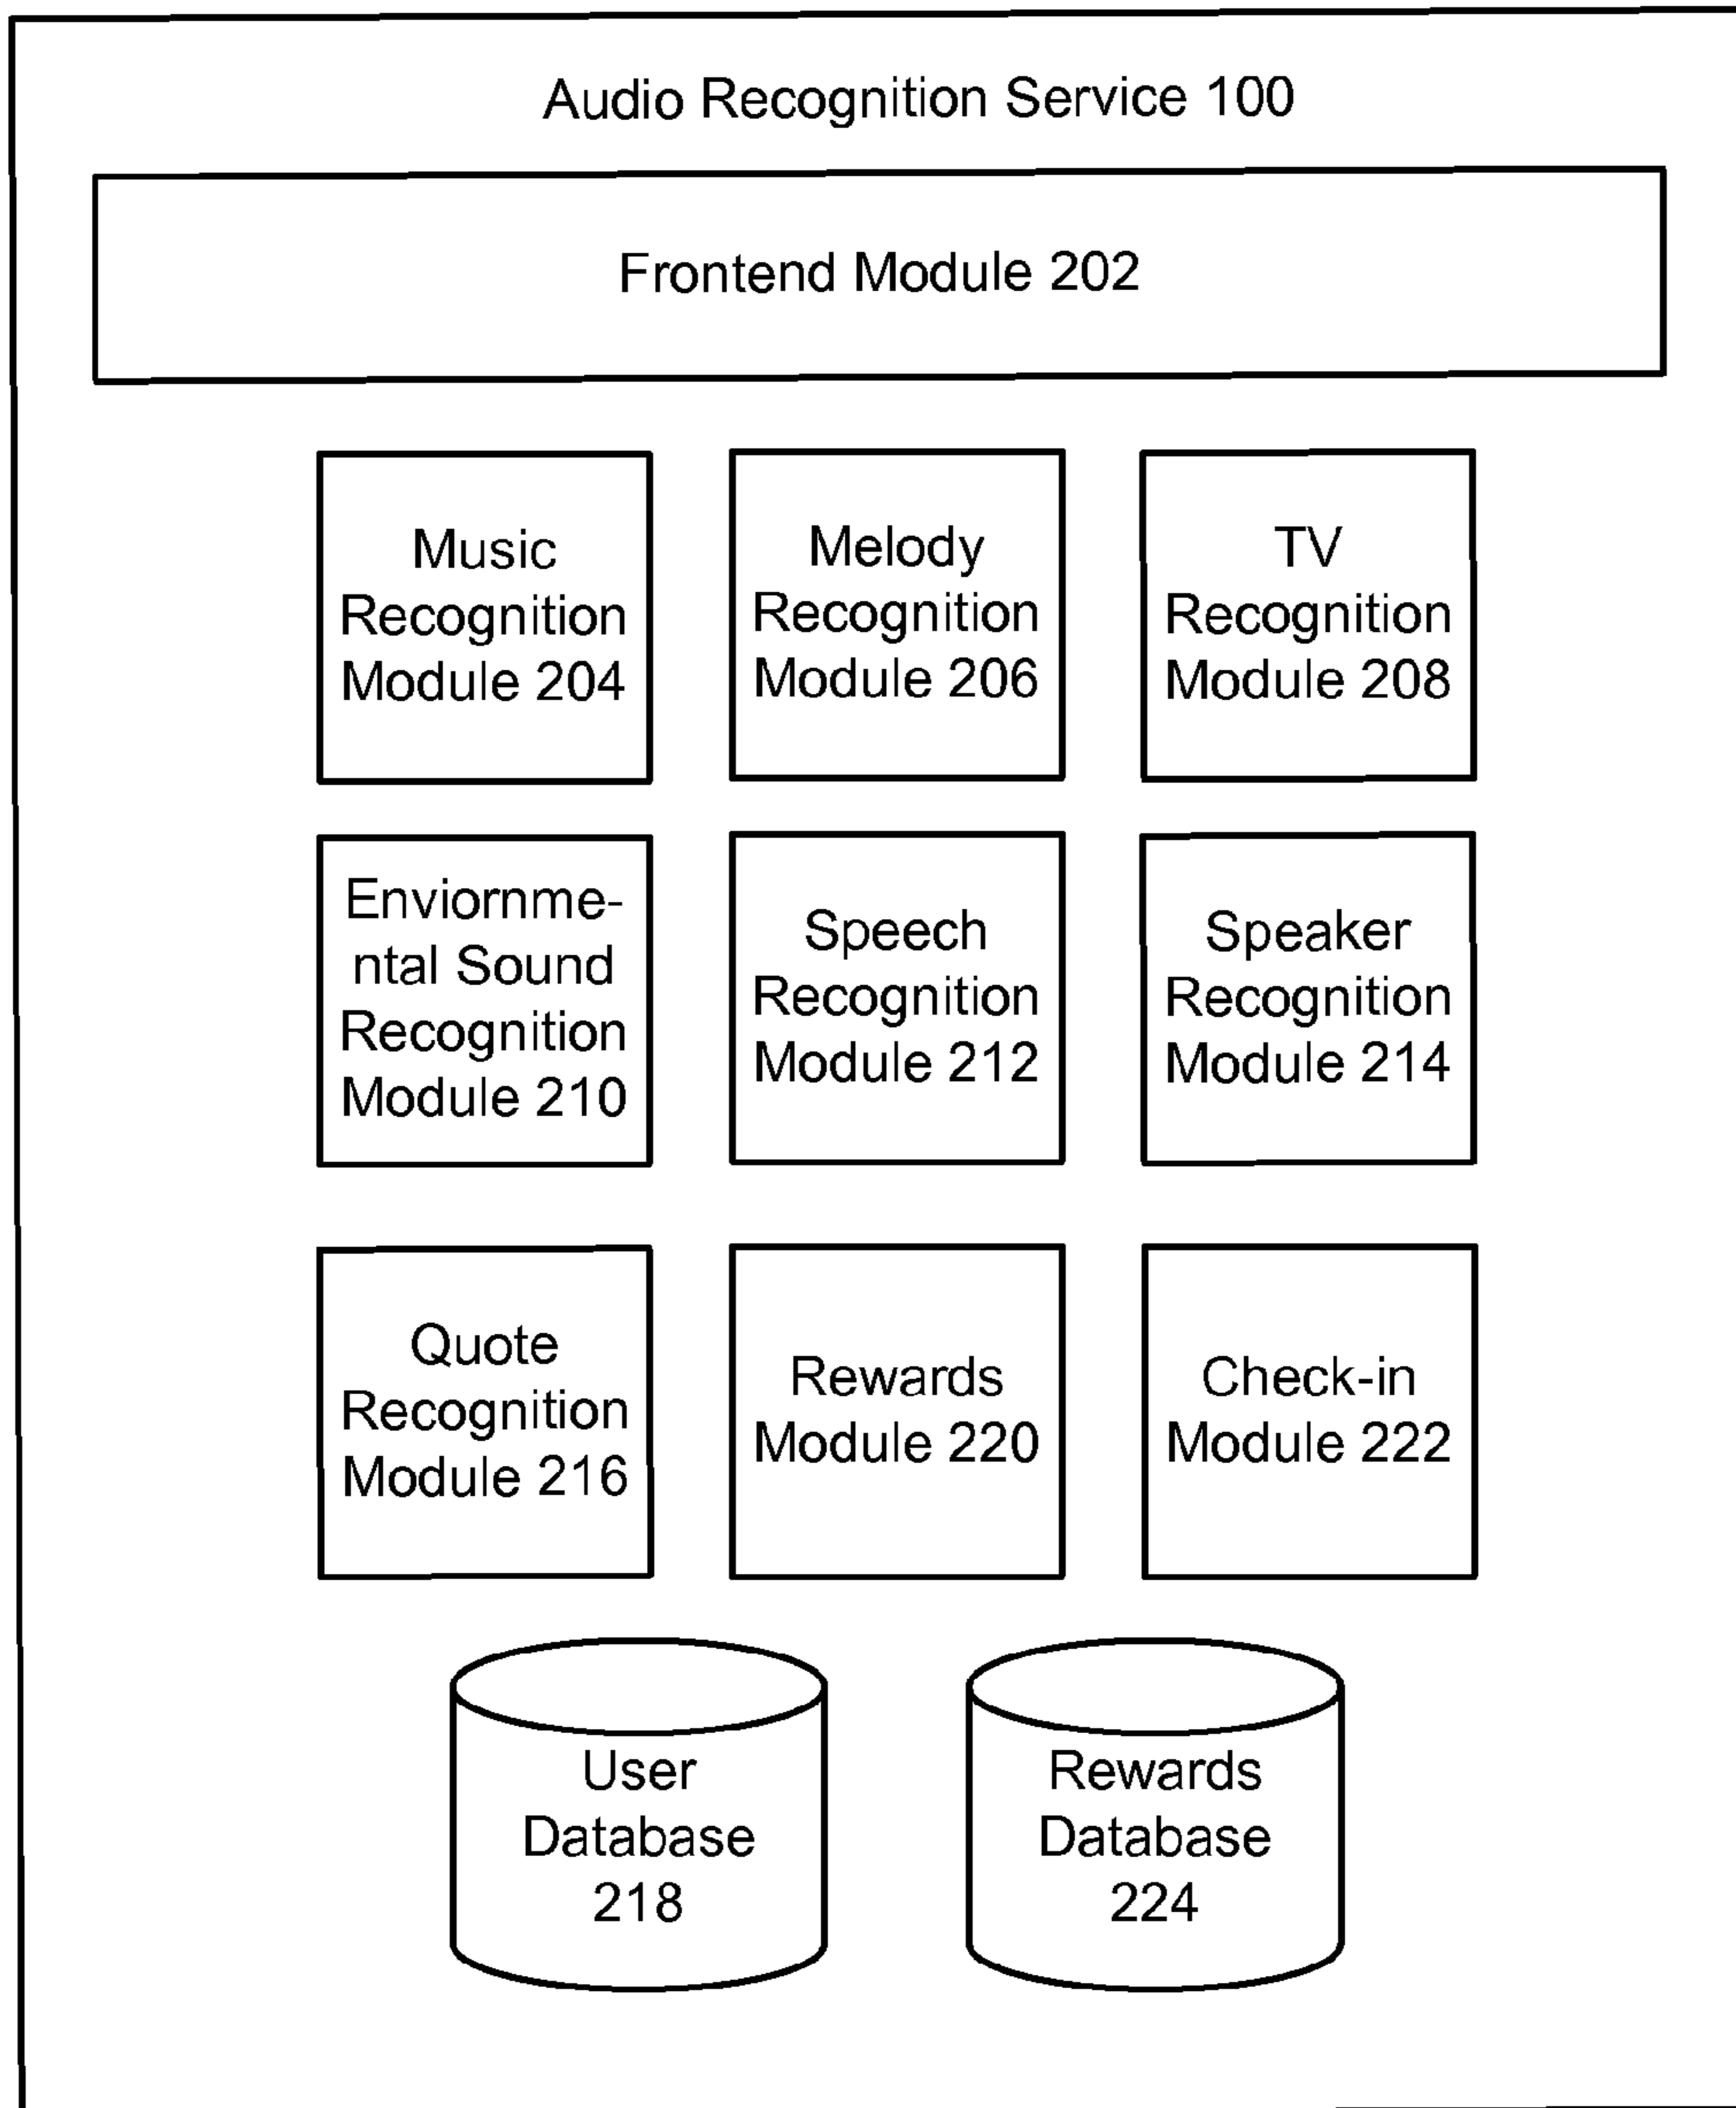 Audio Recognition Service 100
Frontend Module 202
Music
Recognition
Module 204
Melody
Recognition
Module 206
TV
Recognition
Module 208
Enviornme-
ntal Sound
Recognition
Module 210
Speech
Recognition
Module 212
Speaker
Recognition
Module 214
Quote
Recognition
Module 216
Rewards
Module 220
Check-in
Module 222
User
Database
218
Rewards
Database
224